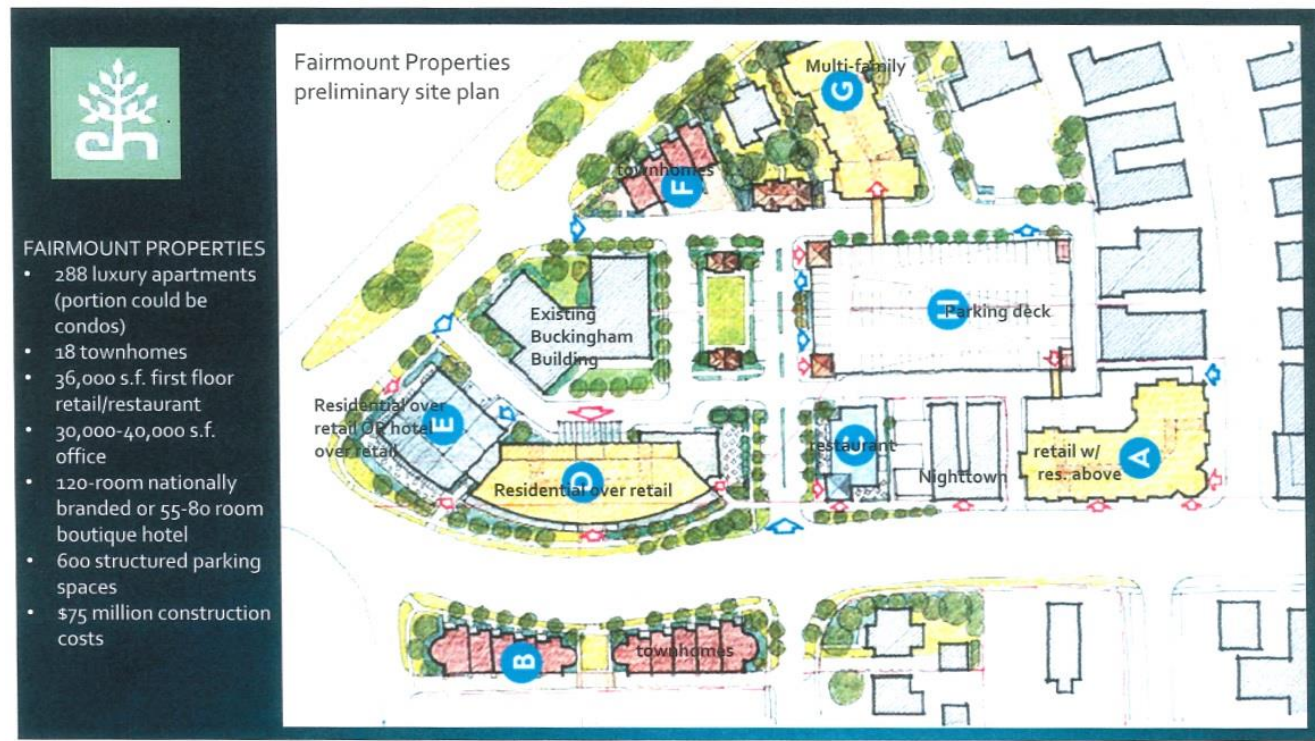 eh
Fairmount Properties
preliminary site plan
FAIRMOUNT PROPERTIES
• 288 luxury apartments
(portion could be
condos)
• 18 townhomes
• 36,000 s.f. first floor
retail/restaurant
• 30,000-40,000 s.f.
office
• 120-room nationally
branded or 55-80 room
boutique hotel
• 600 structured parking
spaces
• $75 million construction
costs
Multi-family
G
townhomes
F
Existing
Buckingham
Building
H
Parking deck
Residential over
retail OR hotel
over retail
E
D
Residential over retail
restaurant
C
Nighttown
retail w/
res. above
A
B
townhomes